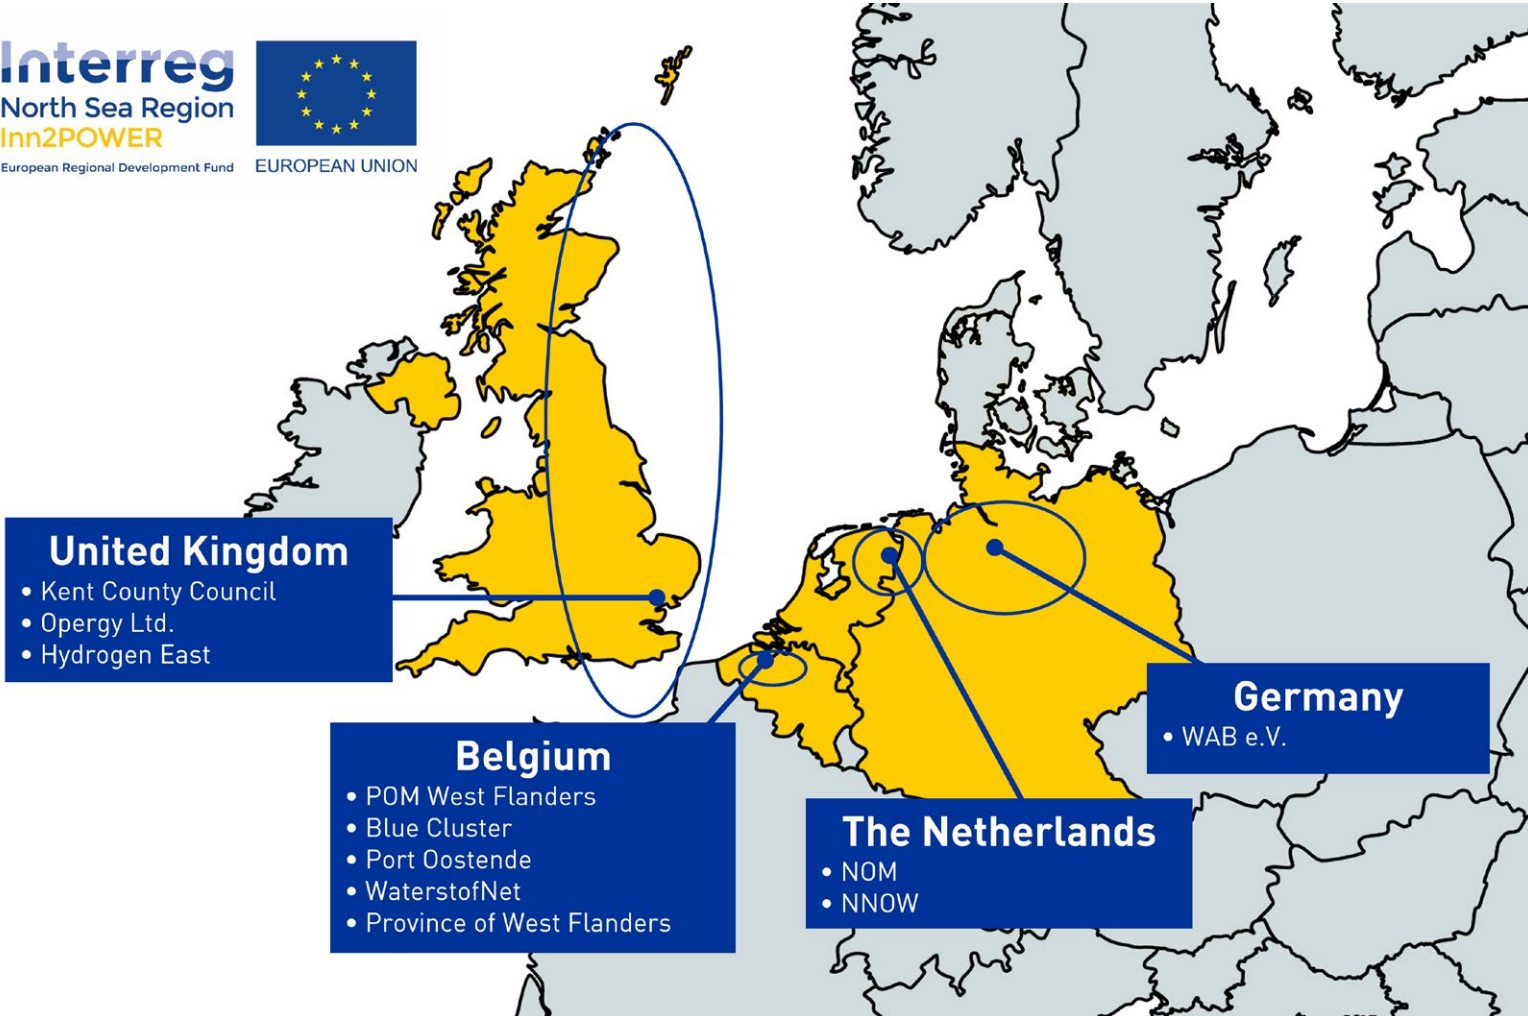 Interreg
North Sea Region
Inn2POWER
European Regional Development Fund
EUROPEAN UNION
United Kingdom
• Kent County Council
• Opergy Ltd.
• Hydrogen East
Belgium
• POM West Flanders
• Blue Cluster
• Port Oostende
• WaterstofNet
• Province of West Flanders
The Netherlands
• NOM
• NNOW
Germany
• WAB e.V.